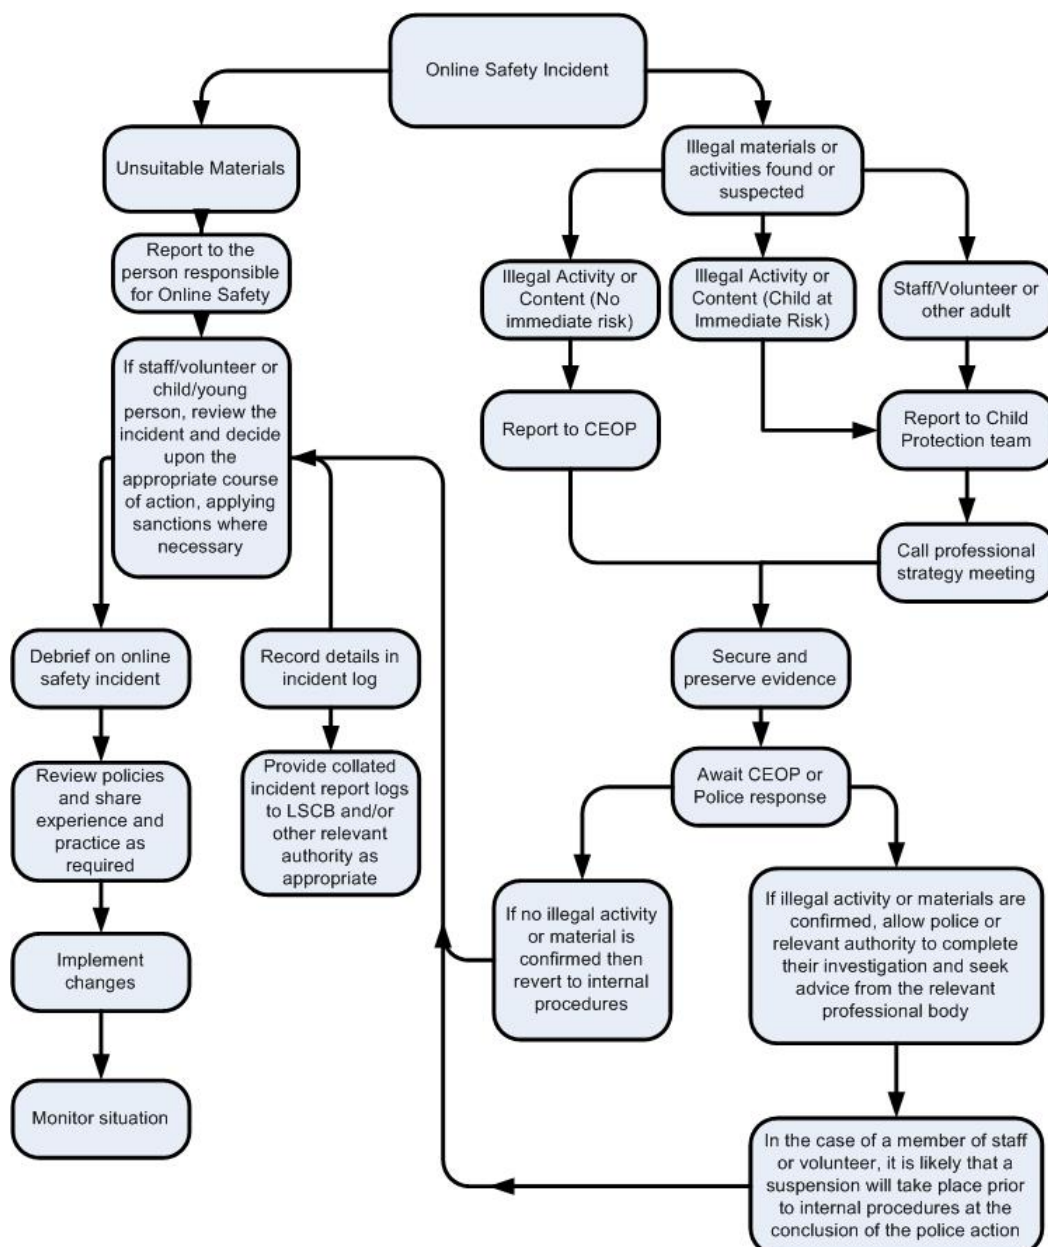 Online Safety Incident
Unsuitable Materials
Report to the
person responsible
for Online Safety
If staff/volunteer or
child/young
person, review the
incident and decide
upon the
appropriate course
of action, applying
sanctions where
necessary
Debrief on online
safety incident
Review policies
and share
experience and
practice as
required
Implement
changes
Monitor situation
Record details in
incident log
Provide collated
incident report logs
to LSCB and/or
other relevant
authority as
appropriate
Illegal materials or
activities found or
suspected
Illegal Activity or
Content (No
immediate risk)
Illegal Activity or
Content (Child at
Immediate Risk)
Staff/Volunteer or
other adult
Report to CEOP
Report to Child
Protection team
Call professional
strategy meeting
Secure and
preserve evidence
Await CEOP or
Police response
If no illegal activity
or material is
confirmed then
revert to internal
procedures
If illegal activity or materials are
confirmed, allow police or
relevant authority to complete
their investigation and seek
advice from the relevant
professional body
In the case of a member of staff
or volunteer, it is likely that a
suspension will take place prior
to internal procedures at the
conclusion of the police action